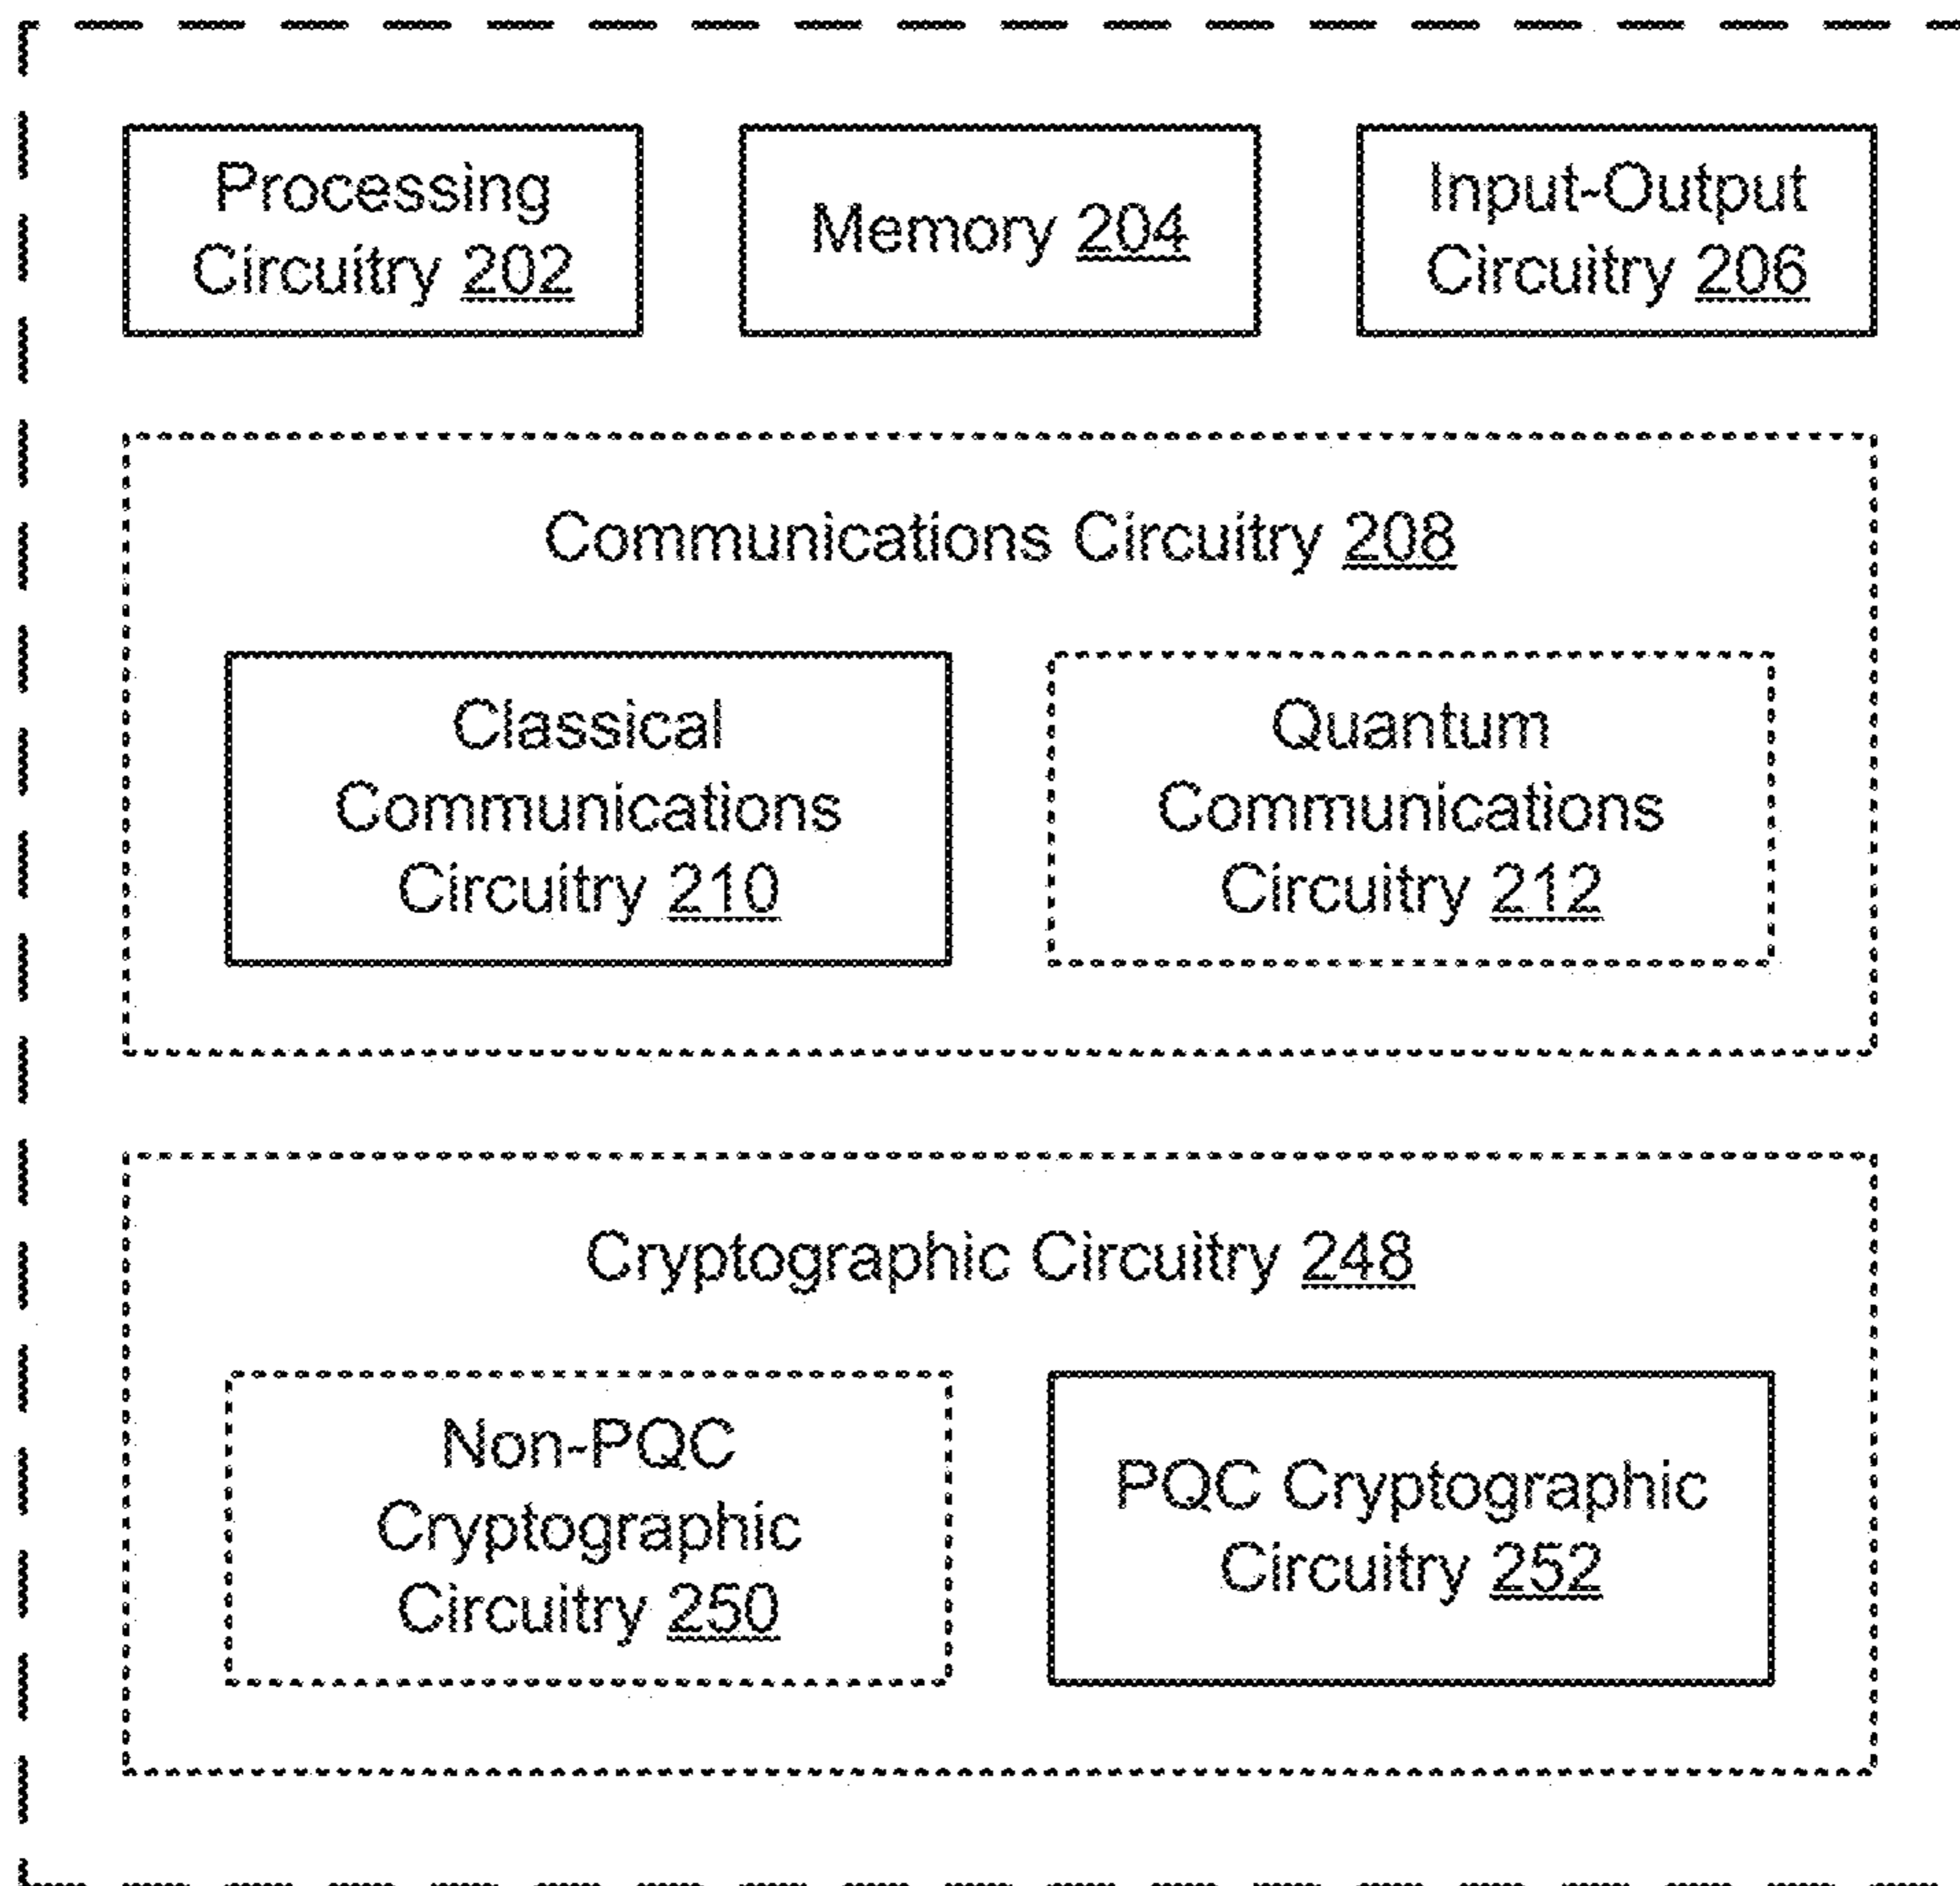 Processing
Circuitry 202
Memory 204
Input-Output
Circuitry 206
Communications Circuitry 208
Classical
Communications
Circuitry 210
Quantum
Communications
Circuitry 212
Cryptographic Circuitry 248
Non-PQC
Cryptographic
Circuitry 250
PQC Cryptographic
Circuitry 252